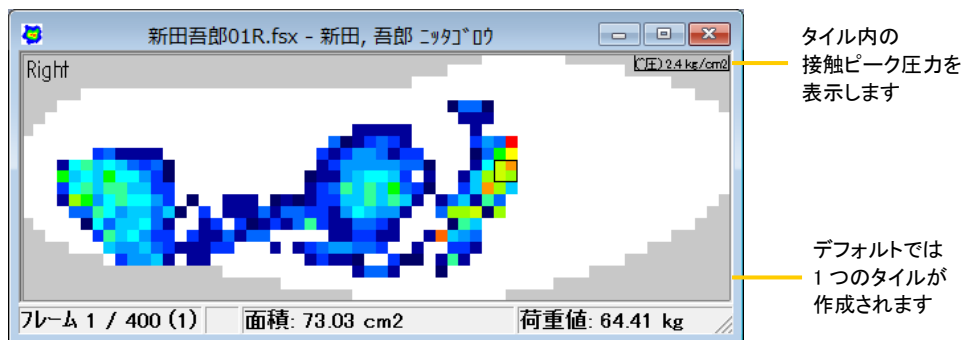 新田吾郎01R.fsx - 新田, 吾郎 ﾆｯﾀｺﾞﾛｳ
Right
(ﾋﾟ圧) 2.4 kg/cm2
タイル内の
接触ピーク圧力を
表示します
デフォルトでは
1 つのタイルが
作成されます
フレーム 1 / 400 (1)
面積: 73.03 cm2
荷重値: 64.41 kg